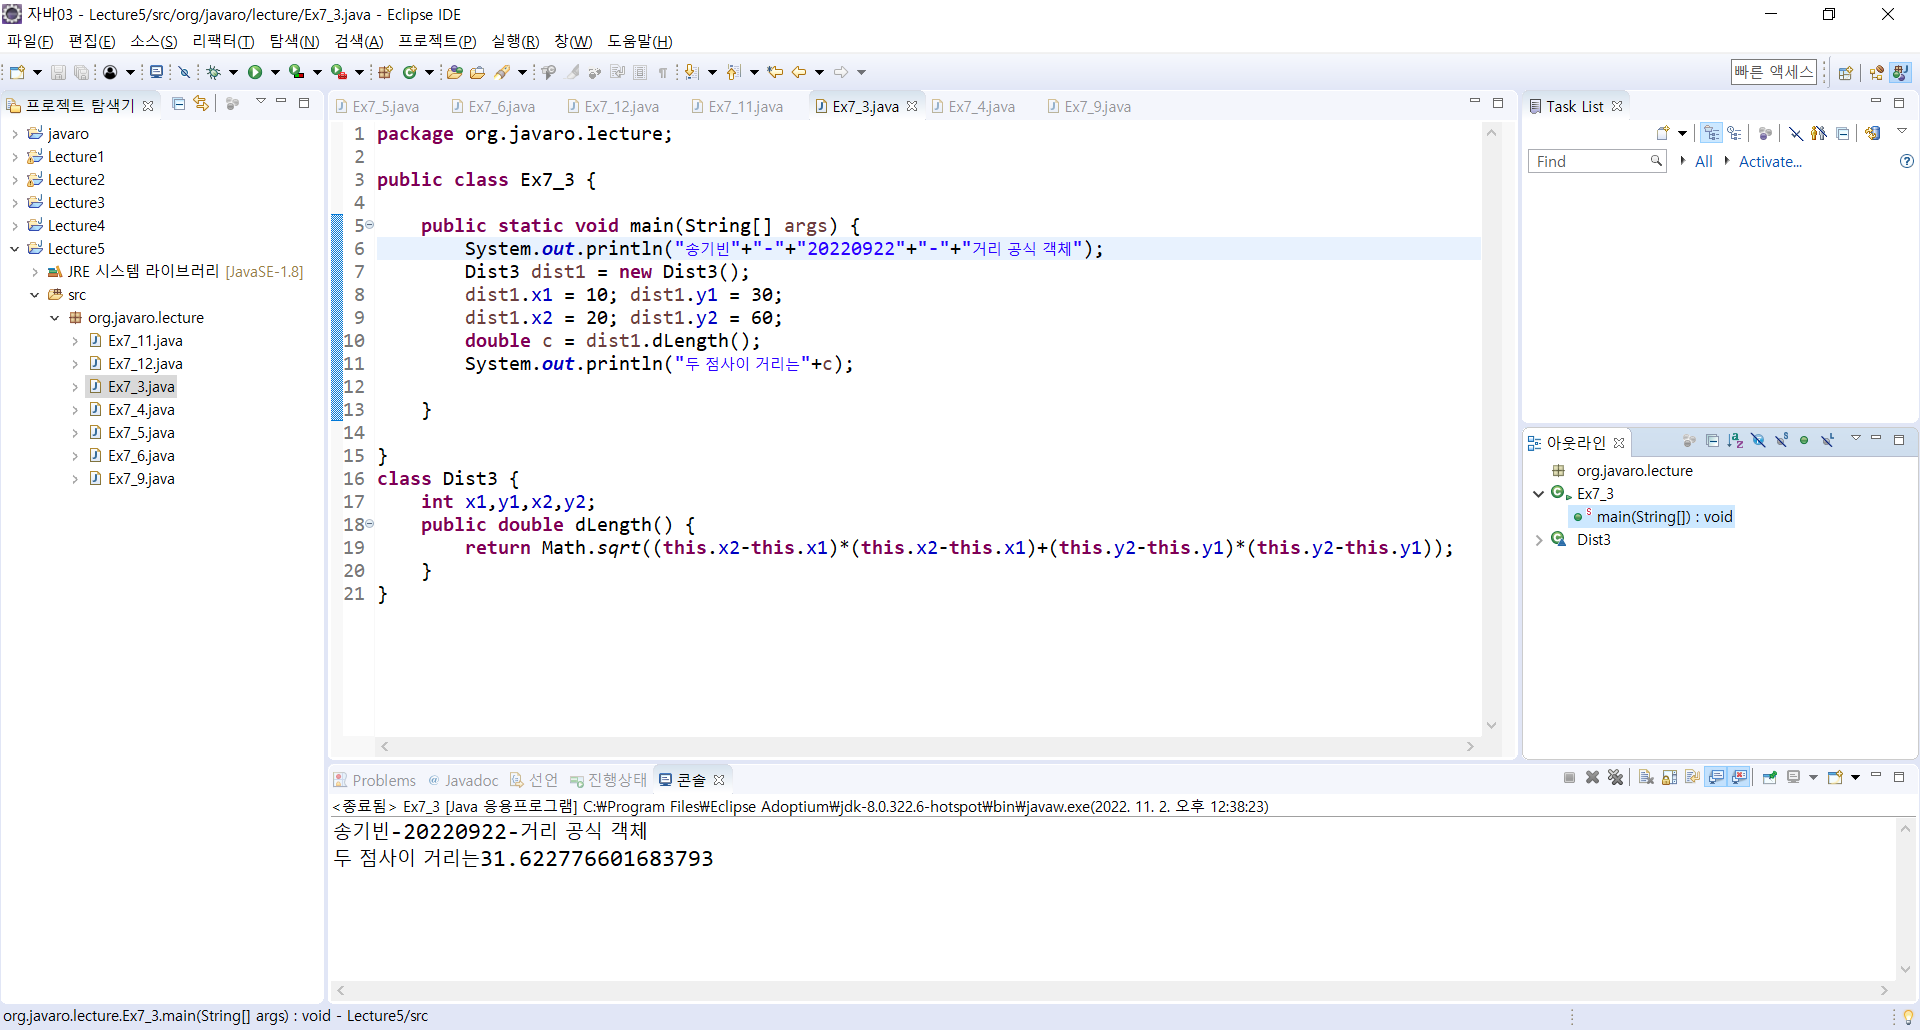 자바03 - Lecture5/src/org/javaro/lecture/Ex7_3.java - Eclipse IDE
파일(F) 편집(E) 소스(S) 리팩터(T) 탐색(N) 검색(A) 프로젝트(P) 실행(R) 창(W) 도움말(H)
빠른 액세스
프로젝트 탐색기
javaro
Lecture1
Lecture2
Lecture3
Lecture4
Lecture5
JRE 시스템 라이브러리 [JavaSE-1.8]
src
org.javaro.lecture
Ex7_11.java
Ex7_12.java
Ex7_3.java
Ex7_4.java
Ex7_5.java
Ex7_6.java
Ex7_9.java
Ex7_5.java Ex7_6.java Ex7_12.java Ex7_11.java Ex7_3.java Ex7_4.java Ex7_9.java
1 package org.javaro.lecture;
2
3 public class Ex7_3 {
4
5 public static void main(String[] args) {
6 System.out.println("송기빈"+"-"+"20220922"+"-"+"거리 공식 객체");
7 Dist3 dist1 = new Dist3();
8 dist1.x1 = 10; dist1.y1 = 30;
9 dist1.x2 = 20; dist1.y2 = 60;
10 double c = dist1.dLength();
11 System.out.println("두 점사이 거리는"+c);
12
13 }
14
15 }
16 class Dist3 {
17 int x1,y1,x2,y2;
18 public double dLength() {
19 return Math.sqrt((this.x2-this.x1)*(this.x2-this.x1)+(this.y2-this.y1)*(this.y2-this.y1));
20 }
21 }
Task List
Find All Activate...
아웃라인
org.javaro.lecture
Ex7_3
main(String[]) : void
Dist3
Problems @ Javadoc 선언 진행상태 콘솔
<종료됨> Ex7_3 [Java 응용프로그램] C:₩Program Files₩Eclipse Adoptium₩jdk-8.0.322.6-hotspot₩bin₩javaw.exe(2022. 11. 2. 오후 12:38:23)
송기빈-20220922-거리 공식 객체
두 점사이 거리는31.622776601683793
org.javaro.lecture.Ex7_3.main(String[] args) : void - Lecture5/src